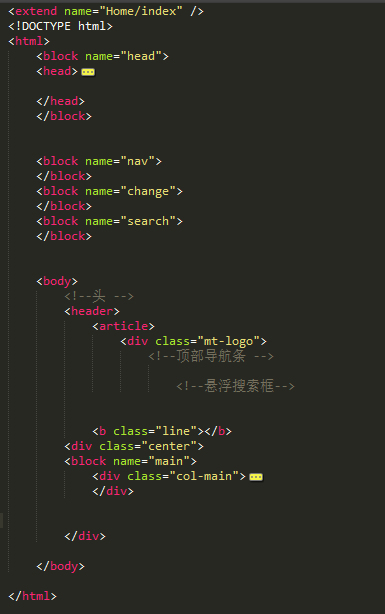 <extend name="Home/index" />
<!DOCTYPE html>
<html>
<block name="head">
<head>
</head>
</block>
<block name="nav">
</block>
<block name="change">
</block>
<block name="search">
</block>
<body>
<!--头 -->
<header>
<article>
<div class="mt-logo">
<!--顶部导航条 -->
<!--悬浮搜索框-->
<b class="line"></b>
<div class="center">
<block name="main">
<div class="col-main">
</div>
</div>
</body>
</html>